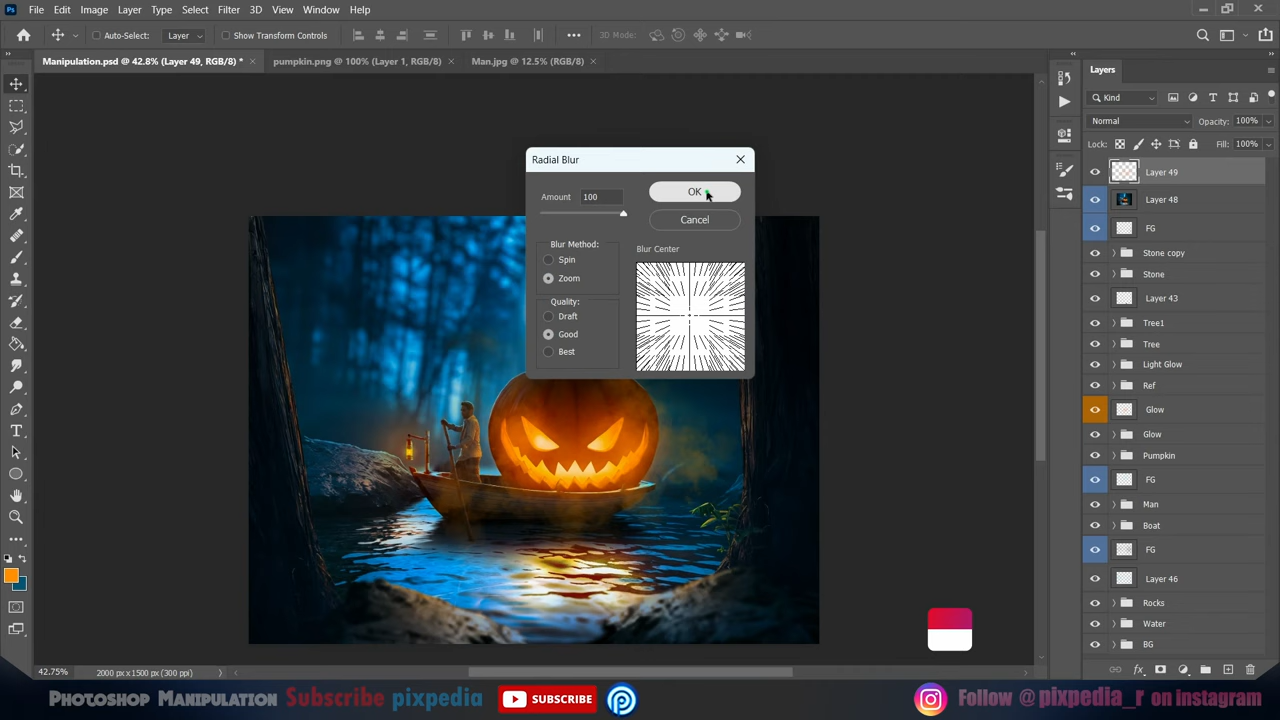 Ps File Edit Image Layer Type Select Filter 3D View Window Help
Auto-Select: Layer Show Transform Controls 3D Mode:
Manipulation.psd @ 42.8% (Layer 49, RGB/8) * pumpkin.png @ 100% (Layer 1, RGB/8) Man.jpg @ 12.5% (RGB/8)
Layers
Kind
Normal Opacity: 100%
Lock: Fill: 100%
Layer 49
Layer 48
FG
Stone copy
Stone
Layer 43
Tree1
Tree
Light Glow
Ref
Glow
Glow
Pumpkin
FG
Man
Boat
FG
Layer 46
Rocks
Water
BG
fx
Radial Blur
Amount 100
OK
Cancel
Blur Method:
Spin
Zoom
Quality:
Draft
Good
Best
Blur Center
42.75% 2000 px x 1500 px (300 ppi)
Photoshop Manipulation Subscribe pixpedia SUBSCRIBE Follow @pixpedia_r on instagram